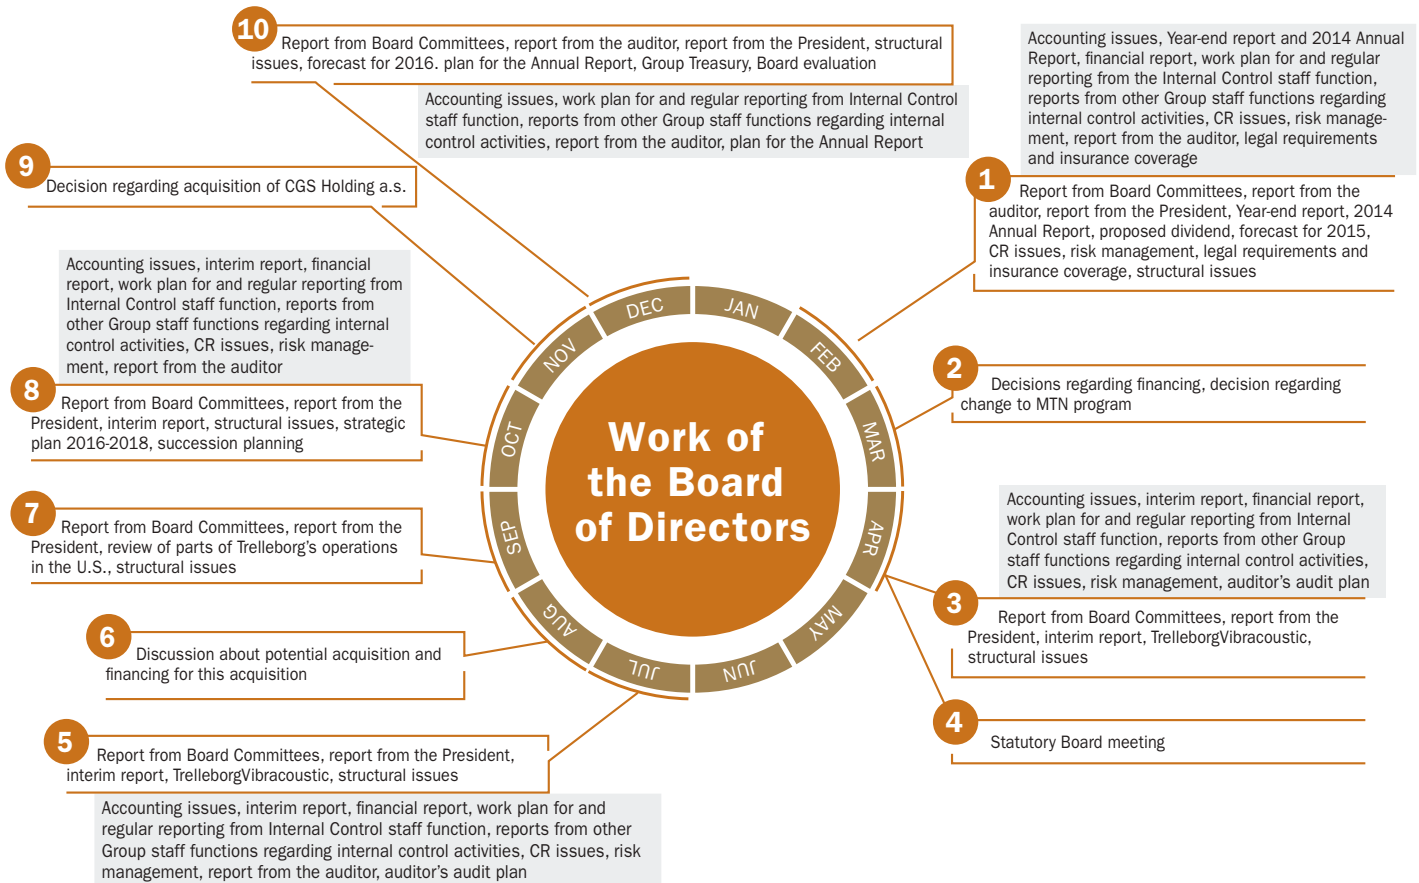 10
Report from Board Committees, report from the auditor, report from the President, structural
issues, forecast for 2016. plan for the Annual Report, Group Treasury, Board evaluation
Accounting issues, work plan for and regular reporting from Internal Control
staff function, reports from other Group staff functions regarding internal
control activities, report from the auditor, plan for the Annual Report
Accounting issues, Year-end report and 2014 Annual
Report, financial report, work plan for and regular
reporting from the Internal Control staff function,
reports from other Group staff functions regarding
internal control activities, CR issues, risk manage-
ment, report from the auditor, legal requirements
and insurance coverage
1
Report from Board Committees, report from the
auditor, report from the President, Year-end report, 2014
Annual Report, proposed dividend, forecast for 2015,
CR issues, risk management, legal requirements and
insurance coverage, structural issues
9
Decision regarding acquisition of CGS Holding a.s.
Accounting issues, interim report, financial
report, work plan for and regular reporting from
Internal Control staff function, reports from
other Group staff functions regarding internal
control activities, CR issues, risk manage-
ment, report from the auditor
8
Report from Board Committees, report from the
President, interim report, structural issues, strategic
plan 2016-2018, succession planning
2
Decisions regarding financing, decision regarding
change to MTN program
JAN
FEB
MAR
APR
MAY
JUN
JUL
AUG
SEP
OCT
NOV
DEC
Work of
the Board
of Directors
7
Report from Board Committees, report from the
President, review of parts of Trelleborg's operations
in the U.S., structural issues
Accounting issues, interim report, financial report,
work plan for and regular reporting from Internal
Control staff function, reports from other Group
staff functions regarding internal control activities,
CR issues, risk management, auditor's audit plan
3
Report from Board Committees, report from the
President, interim report, TrelleborgVibracoustic,
structural issues
6
Discussion about potential acquisition and
financing for this acquisition
4
Statutory Board meeting
5
Report from Board Committees, report from the President,
interim report, TrelleborgVibracoustic, structural issues
Accounting issues, interim report, financial report, work plan for and
regular reporting from Internal Control staff function, reports from other
Group staff functions regarding internal control activities, CR issues, risk
management, report from the auditor, auditor's audit plan